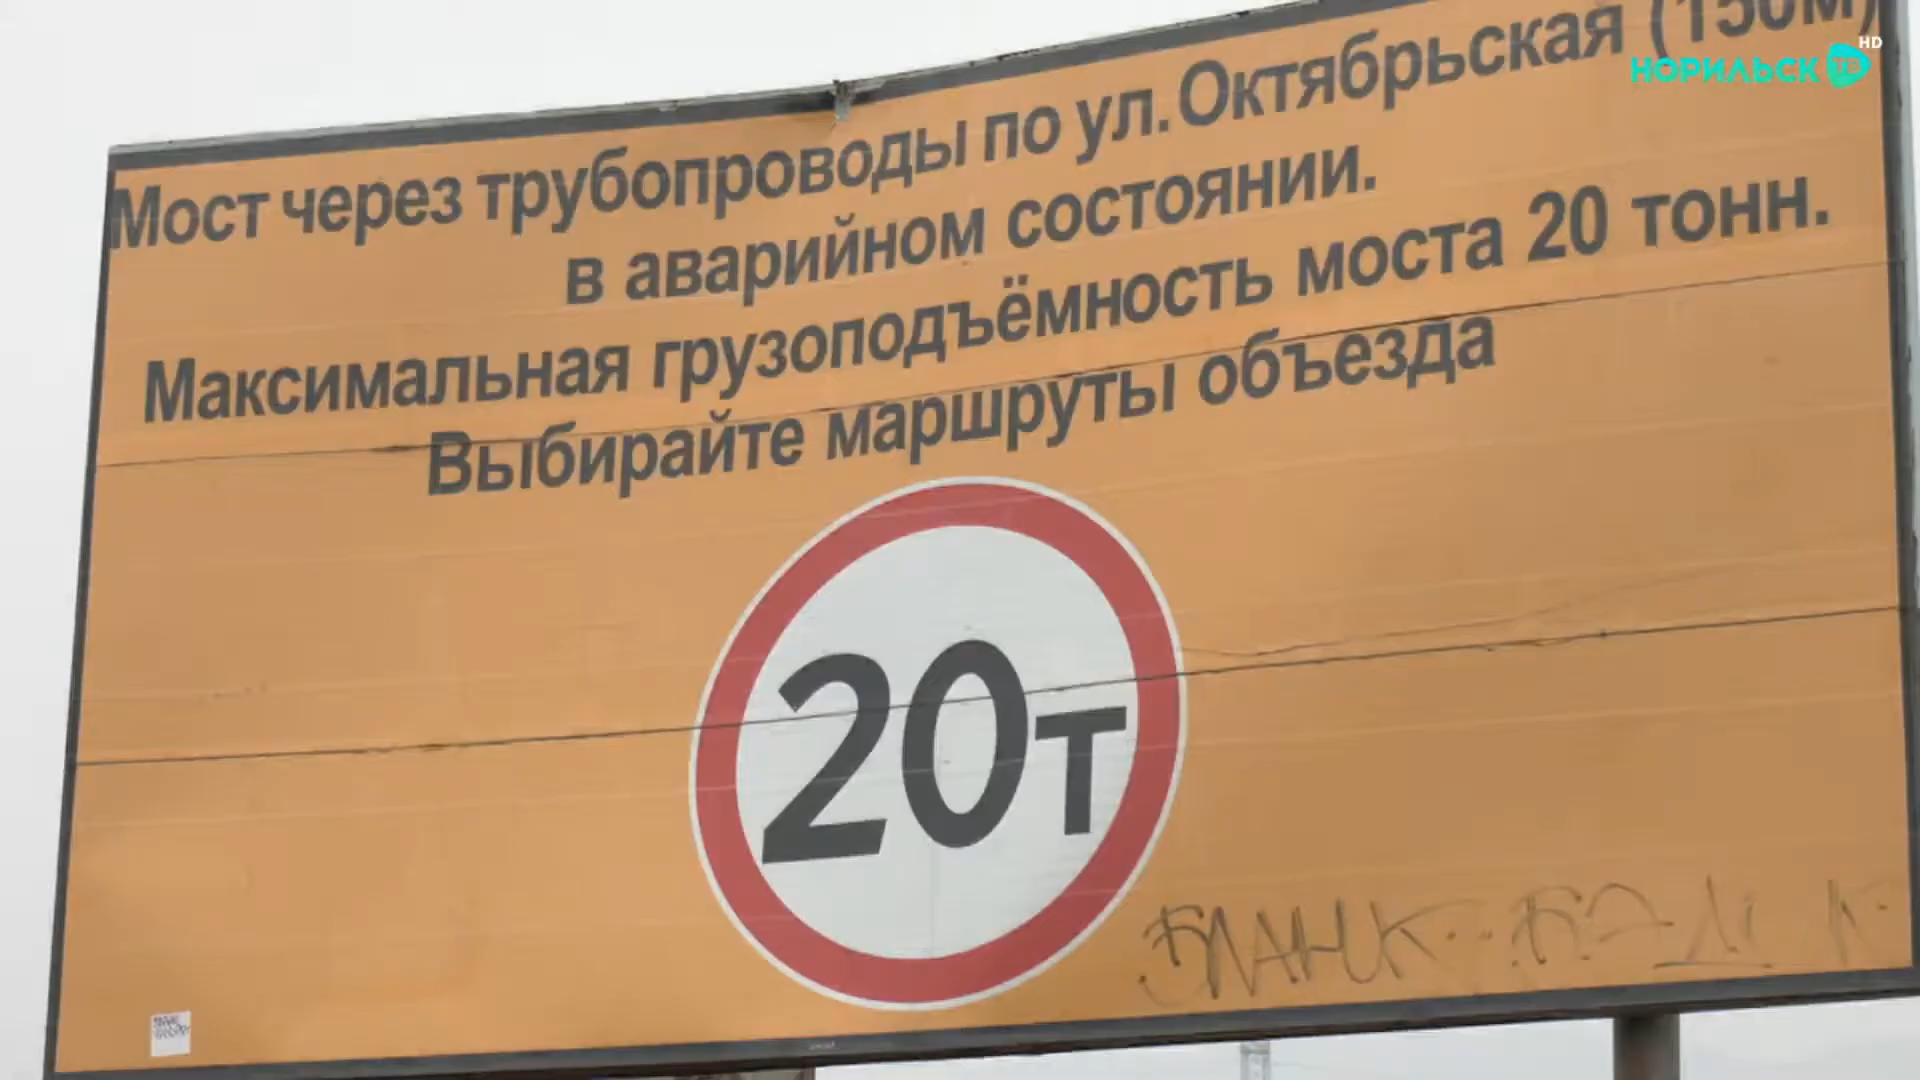 Мост через трубопроводы по ул. Октябрьская (150м)
в аварийном состоянии.
Максимальная грузоподъёмность моста 20 тонн.
Выбирайте маршруты объезда
20т
НОРИЛЬСК ТВ HD